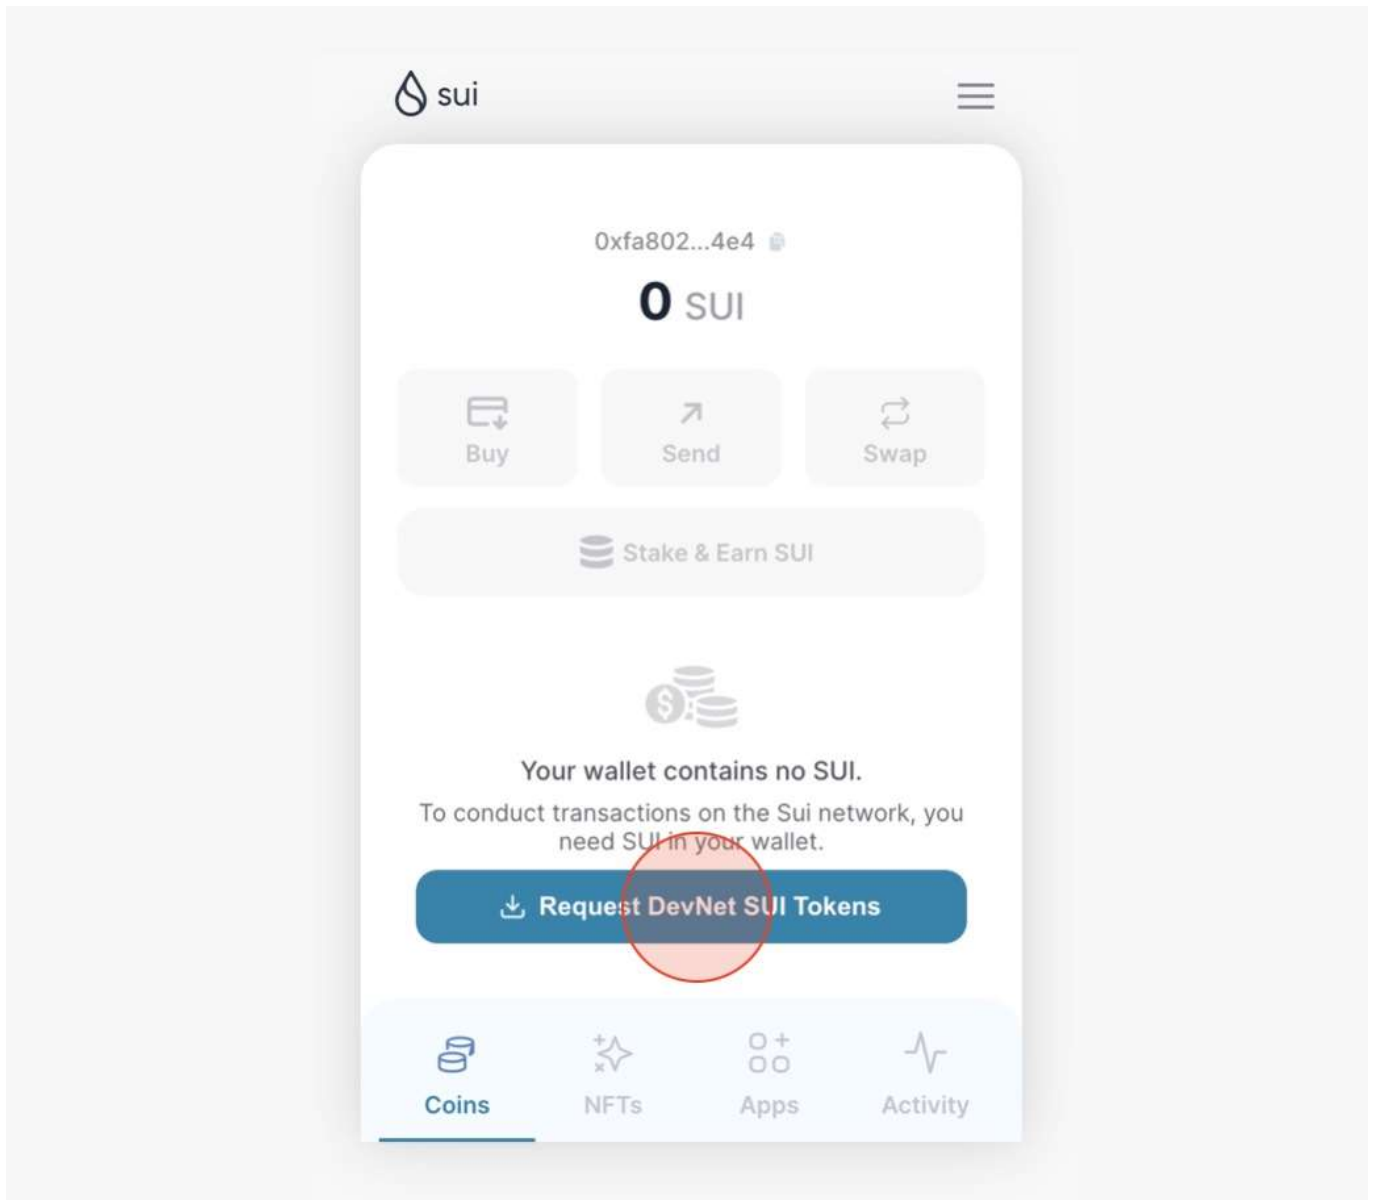 sui
0xfa802...4e4
0 SUI
Buy
Send
Swap
Stake & Earn SUI
$
Your wallet contains no SUI.
To conduct transactions on the Sui network, you
need SUI in your wallet.
Request DevNet SUI Tokens
Coins
NFTs
Apps
Activity